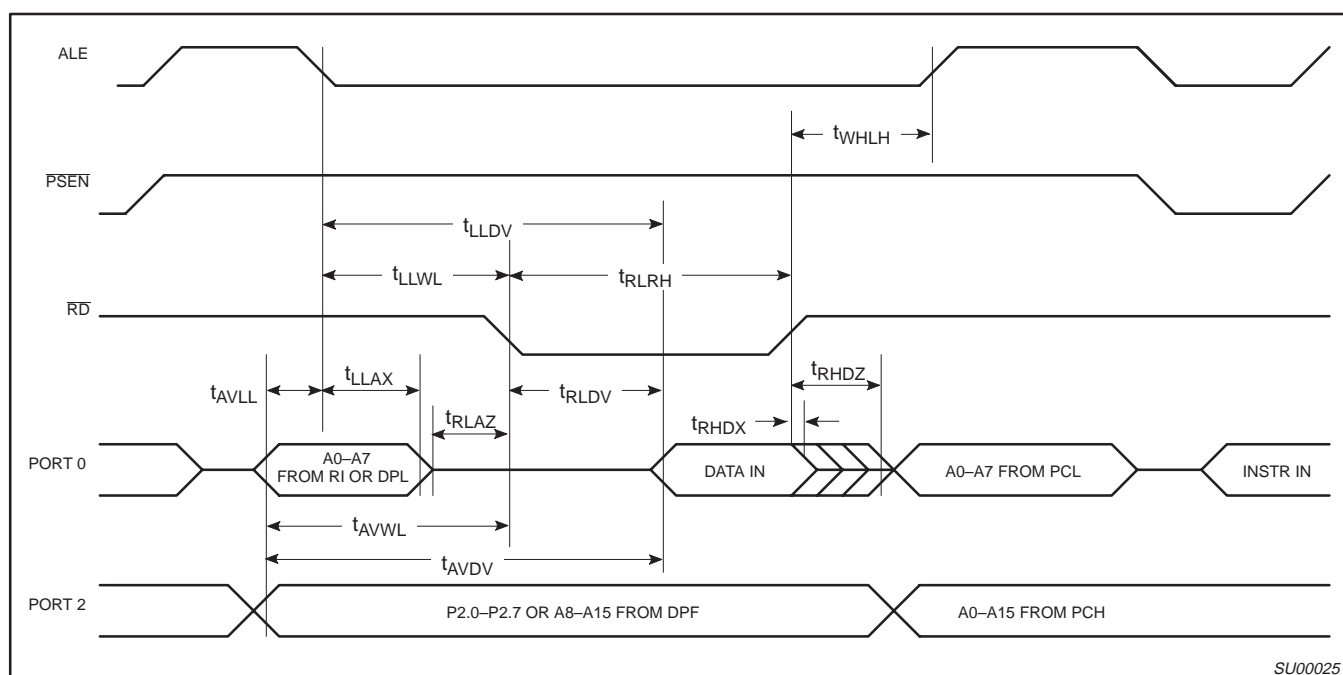 ALE
tWHLH
PSEN
tLLDV
tLLWL
tRLRH
RD
tAVLL
tLLAX
tRLAZ
tRLDV
tRHDZ
tRHDX
PORT 0
A0–A7
FROM RI OR DPL
DATA IN
A0–A7 FROM PCL
INSTR IN
tAVWL
tAVDV
PORT 2
P2.0–P2.7 OR A8–A15 FROM DPF
A0–A15 FROM PCH
SU00025